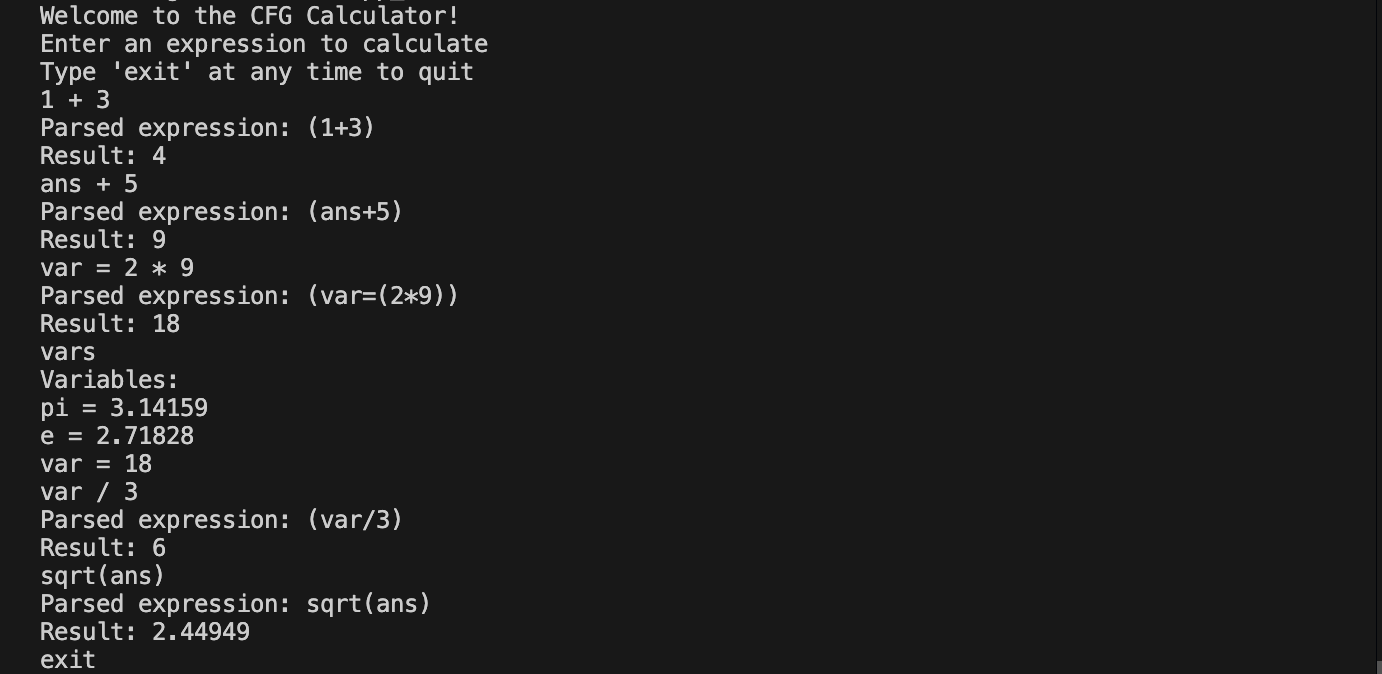 Welcome to the CFG Calculator!
Enter an expression to calculate
Type 'exit' at any time to quit
1 + 3
Parsed expression: (1+3)
Result: 4
ans + 5
Parsed expression: (ans+5)
Result: 9
var = 2 * 9
Parsed expression: (var=(2*9))
Result: 18
vars
Variables:
pi = 3.14159
e = 2.71828
var = 18
var / 3
Parsed expression: (var/3)
Result: 6
sqrt(ans)
Parsed expression: sqrt(ans)
Result: 2.44949
exit